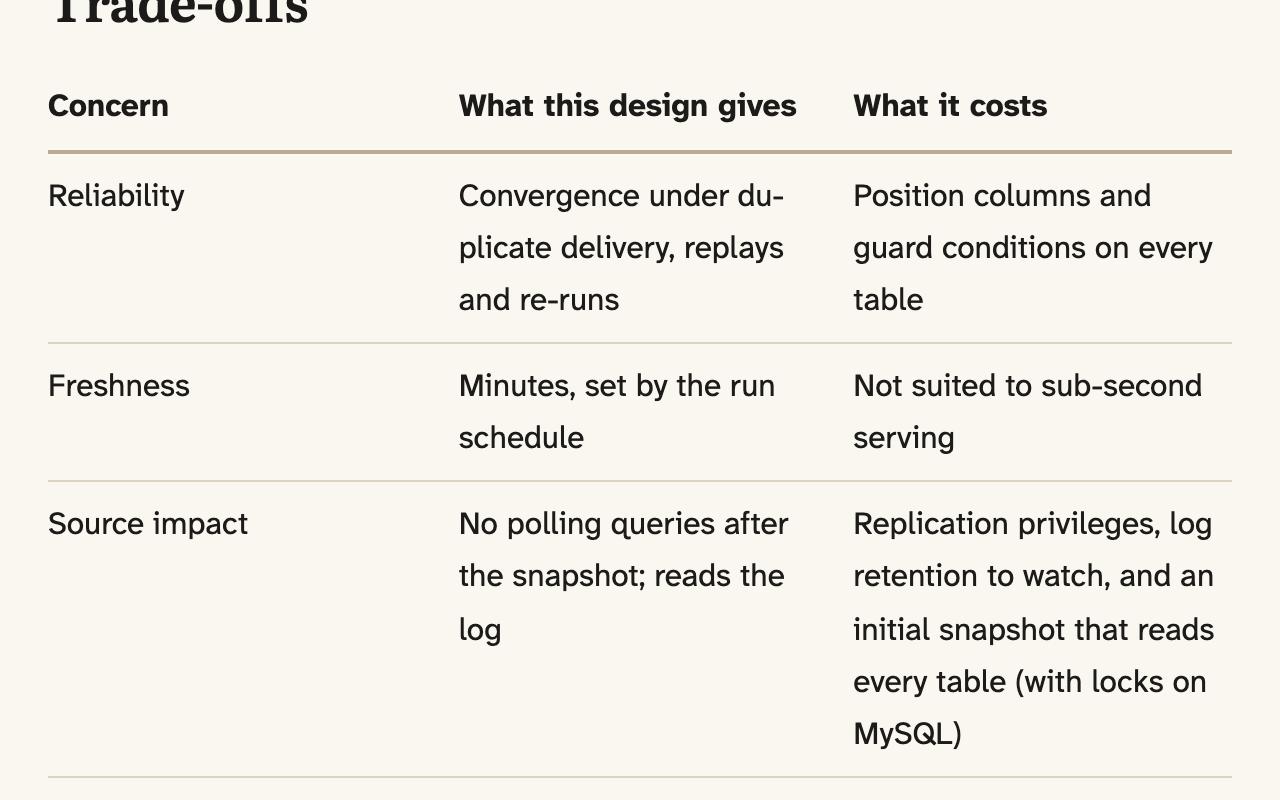 Trade-offs
Concern
What this design gives
What it costs
Reliability
Convergence under du-
plicate delivery, replays
and re-runs
Position columns and
guard conditions on every
table
Freshness
Minutes, set by the run
schedule
Not suited to sub-second
serving
Source impact
No polling queries after
the snapshot; reads the
log
Replication privileges, log
retention to watch, and an
initial snapshot that reads
every table (with locks on
MySQL)